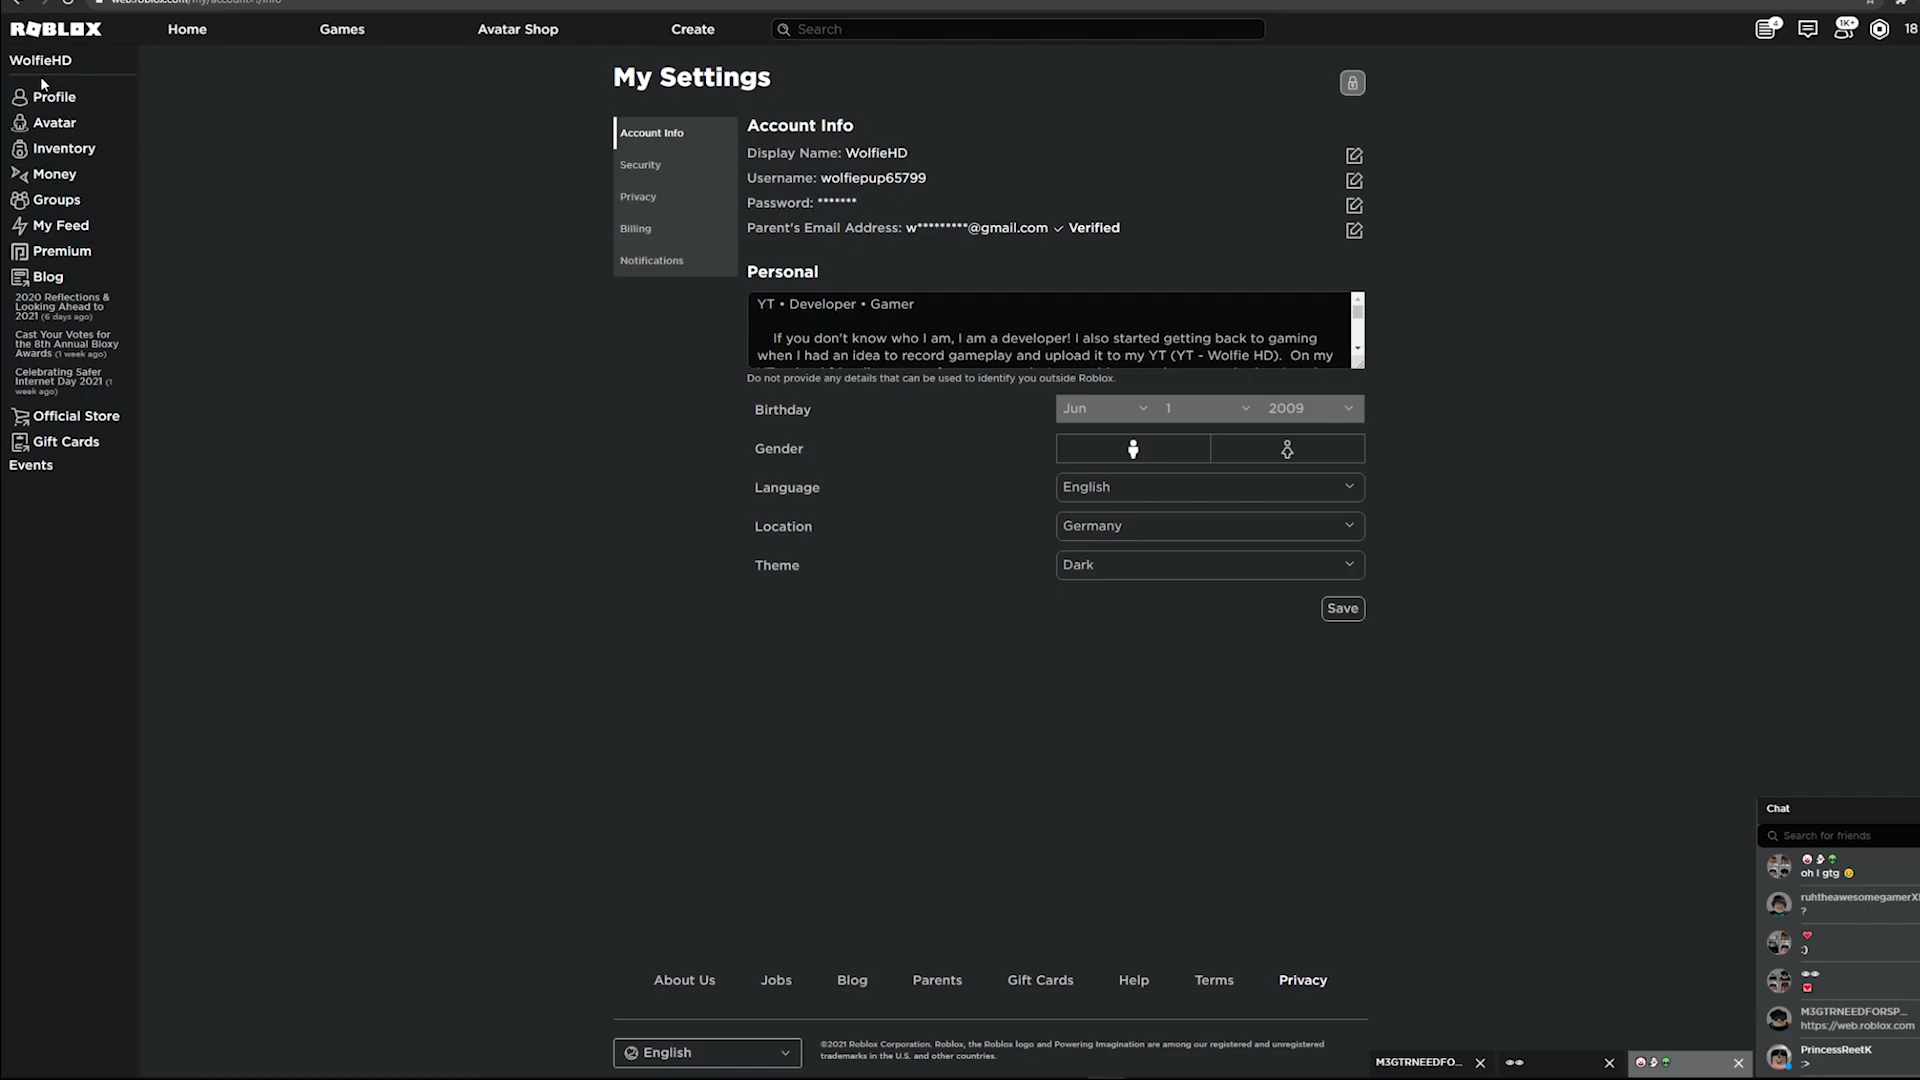 ROBLOX
Home
Games
Avatar Shop
Create
Search
4
1K+
18
WolfieHD
Profile
Avatar
Inventory
Money
Groups
My Feed
Premium
Blog
2020 Reflections &
Looking Ahead to
2021 (6 days ago)
Cast Your Votes for
the 8th Annual Bloxy
Awards (1 week ago)
Celebrating Safer
Internet Day 2021 (1
week ago)
Official Store
Gift Cards
Events
My Settings
Account Info
Security
Privacy
Billing
Notifications
Account Info
Display Name: WolfieHD
Username: wolfiepup65799
Password: *******
Parent's Email Address: w*********@gmail.com ✓ Verified
Personal
YT • Developer • Gamer
If you don't know who I am, I am a developer! I also started getting back to gaming
when I had an idea to record gameplay and upload it to my YT (YT - Wolfie HD). On my
Do not provide any details that can be used to identify you outside Roblox.
Birthday
Jun
1
2009
Gender
Language
English
Location
Germany
Theme
Dark
Save
About Us
Jobs
Blog
Parents
Gift Cards
Help
Terms
Privacy
English
©2021 Roblox Corporation. Roblox, the Roblox logo and Powering Imagination are among our registered and unregistered
trademarks in the U.S. and other countries.
Chat
Search for friends
oh I gtg
ruhtheawesomegamerX
?
:)
M3GTRNEEDFORSP...
https://web.roblox.com
PrincessReetK
:>
M3GTRNEEDFO...